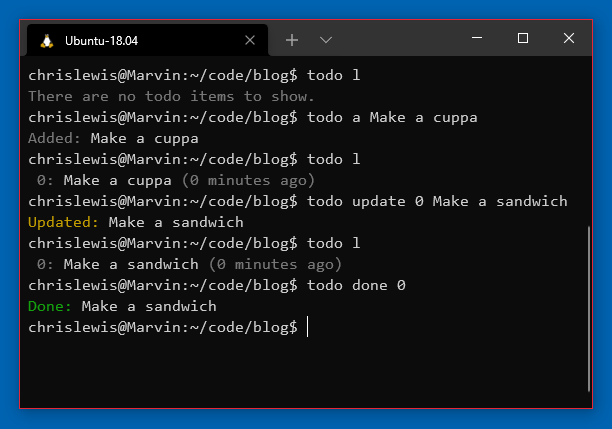 Ubuntu-18.04
chrislewis@Marvin:~/code/blog$ todo l
There are no todo items to show.
chrislewis@Marvin:~/code/blog$ todo a Make a cuppa
Added: Make a cuppa
chrislewis@Marvin:~/code/blog$ todo l
0: Make a cuppa (0 minutes ago)
chrislewis@Marvin:~/code/blog$ todo update 0 Make a sandwich
Updated: Make a sandwich
chrislewis@Marvin:~/code/blog$ todo l
0: Make a sandwich (0 minutes ago)
chrislewis@Marvin:~/code/blog$ todo done 0
Done: Make a sandwich
chrislewis@Marvin:~/code/blog$